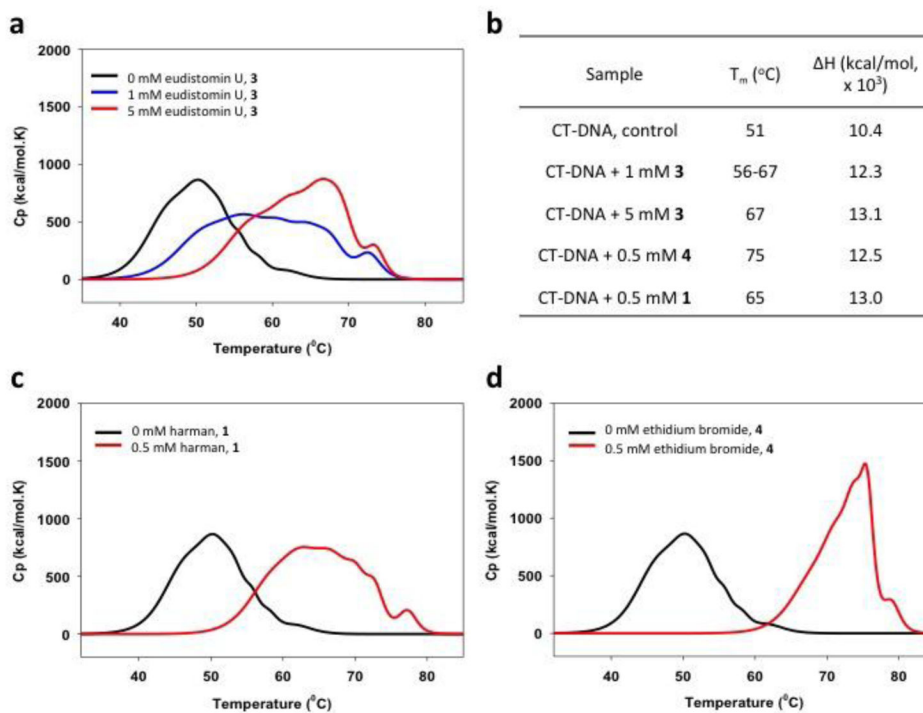 a
2000
1500
1000
500
0
Cp (kcal/mol.K)
0 mM eudistomin U, 3
1 mM eudistomin U, 3
5 mM eudistomin U, 3
40 50 60 70 80
Temperature (⁰C)
b
Sample Tm (°C) ΔH (kcal/mol, x 10³)
CT-DNA, control 51 10.4
CT-DNA + 1 mM 3 56-67 12.3
CT-DNA + 5 mM 3 67 13.1
CT-DNA + 0.5 mM 4 75 12.5
CT-DNA + 0.5 mM 1 65 13.0
c
2000
1500
1000
500
0
Cp (kcal/mol.K)
0 mM harman, 1
0.5 mM harman, 1
40 50 60 70 80
Temperature (⁰C)
d
2000
1500
1000
500
0
Cp (kcal/mol.K)
0 mM ethidium bromide, 4
0.5 mM ethidium bromide, 4
40 50 60 70 80
Temperature (⁰C)